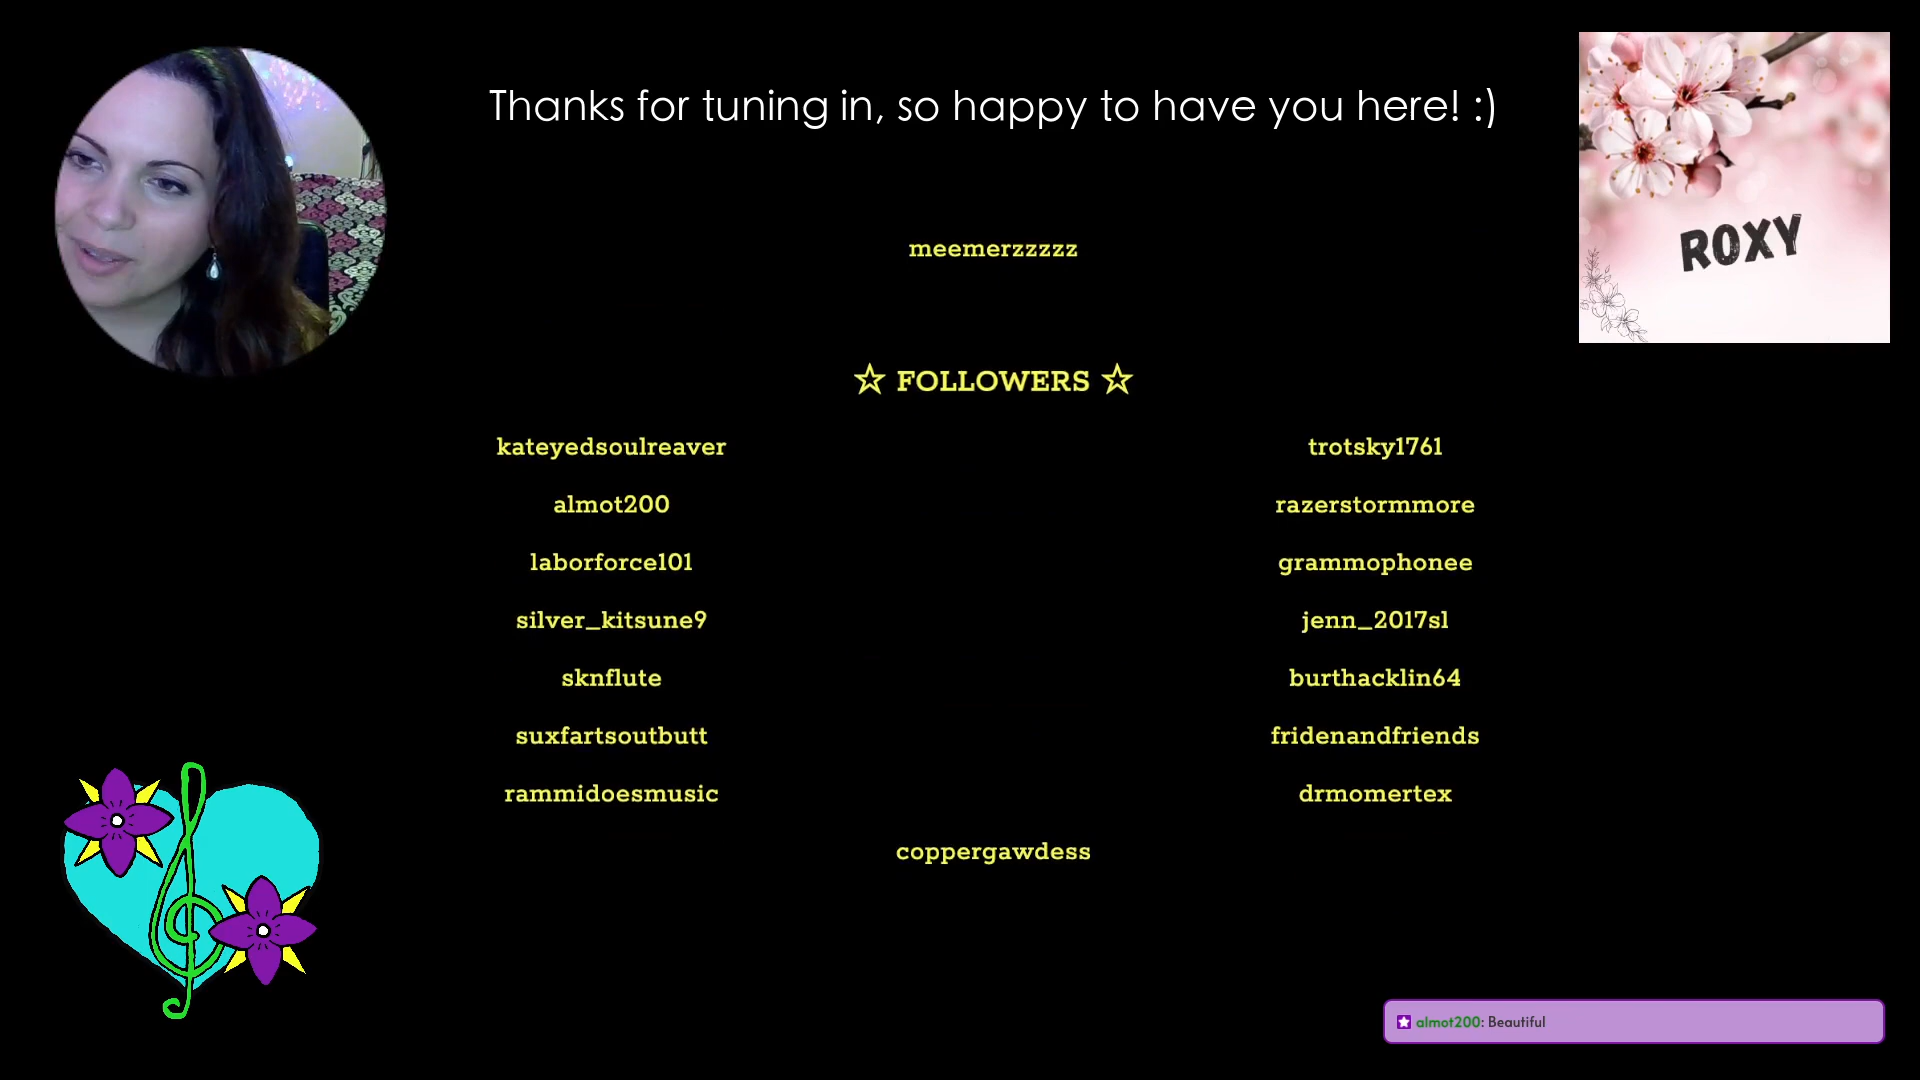 Thanks for tuning in, so happy to have you here! :)
ROXY
meemerzzzzz
☆ FOLLOWERS ☆
kateyedsoulreaver
trotsky1761
almot200
razerstormmore
laborforce101
grammophonee
silver_kitsune9
jenn_2017sl
sknflute
burthacklin64
suxfartsoutbutt
fridenandfriends
rammidoesmusic
drmomertex
coppergawdess
almot200: Beautiful